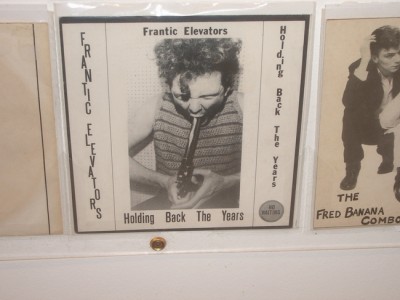 Frantic Elevators
FRANTIC ELEVATORS
Holding Back The Years
Holding Back The Years
THE
FRED BANANA
COMBO